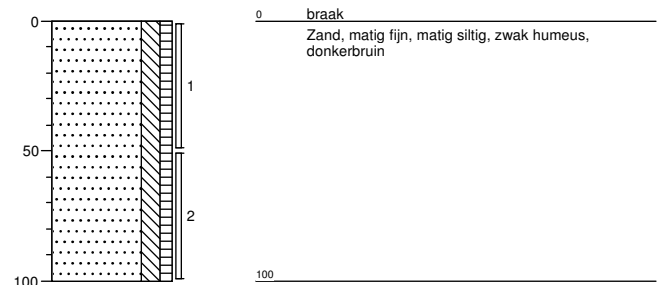 0
50
100
1
2
0 braak
Zand, matig fijn, matig siltig, zwak humeus,
donkerbruin
100